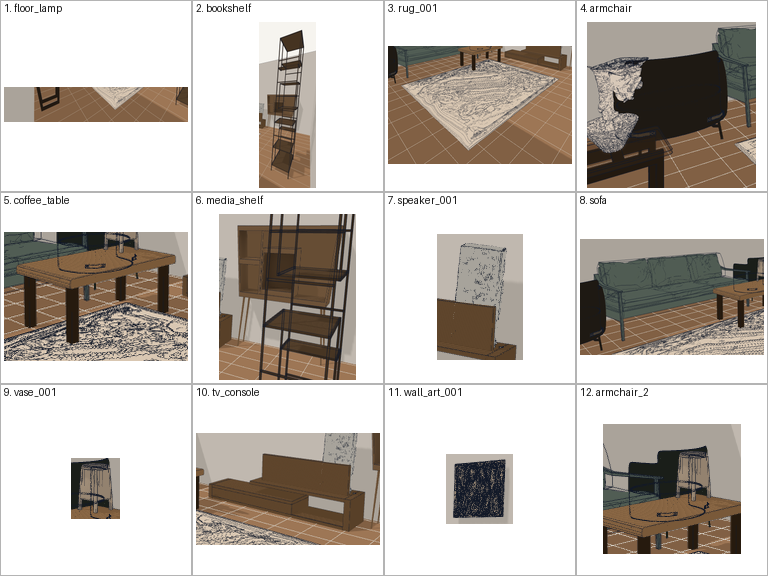 1. floor_lamp
2. bookshelf
3. rug_001
4. armchair
5. coffee_table
6. media_shelf
7. speaker_001
8. sofa
9. vase_001
10. tv_console
11. wall_art_001
12. armchair_2